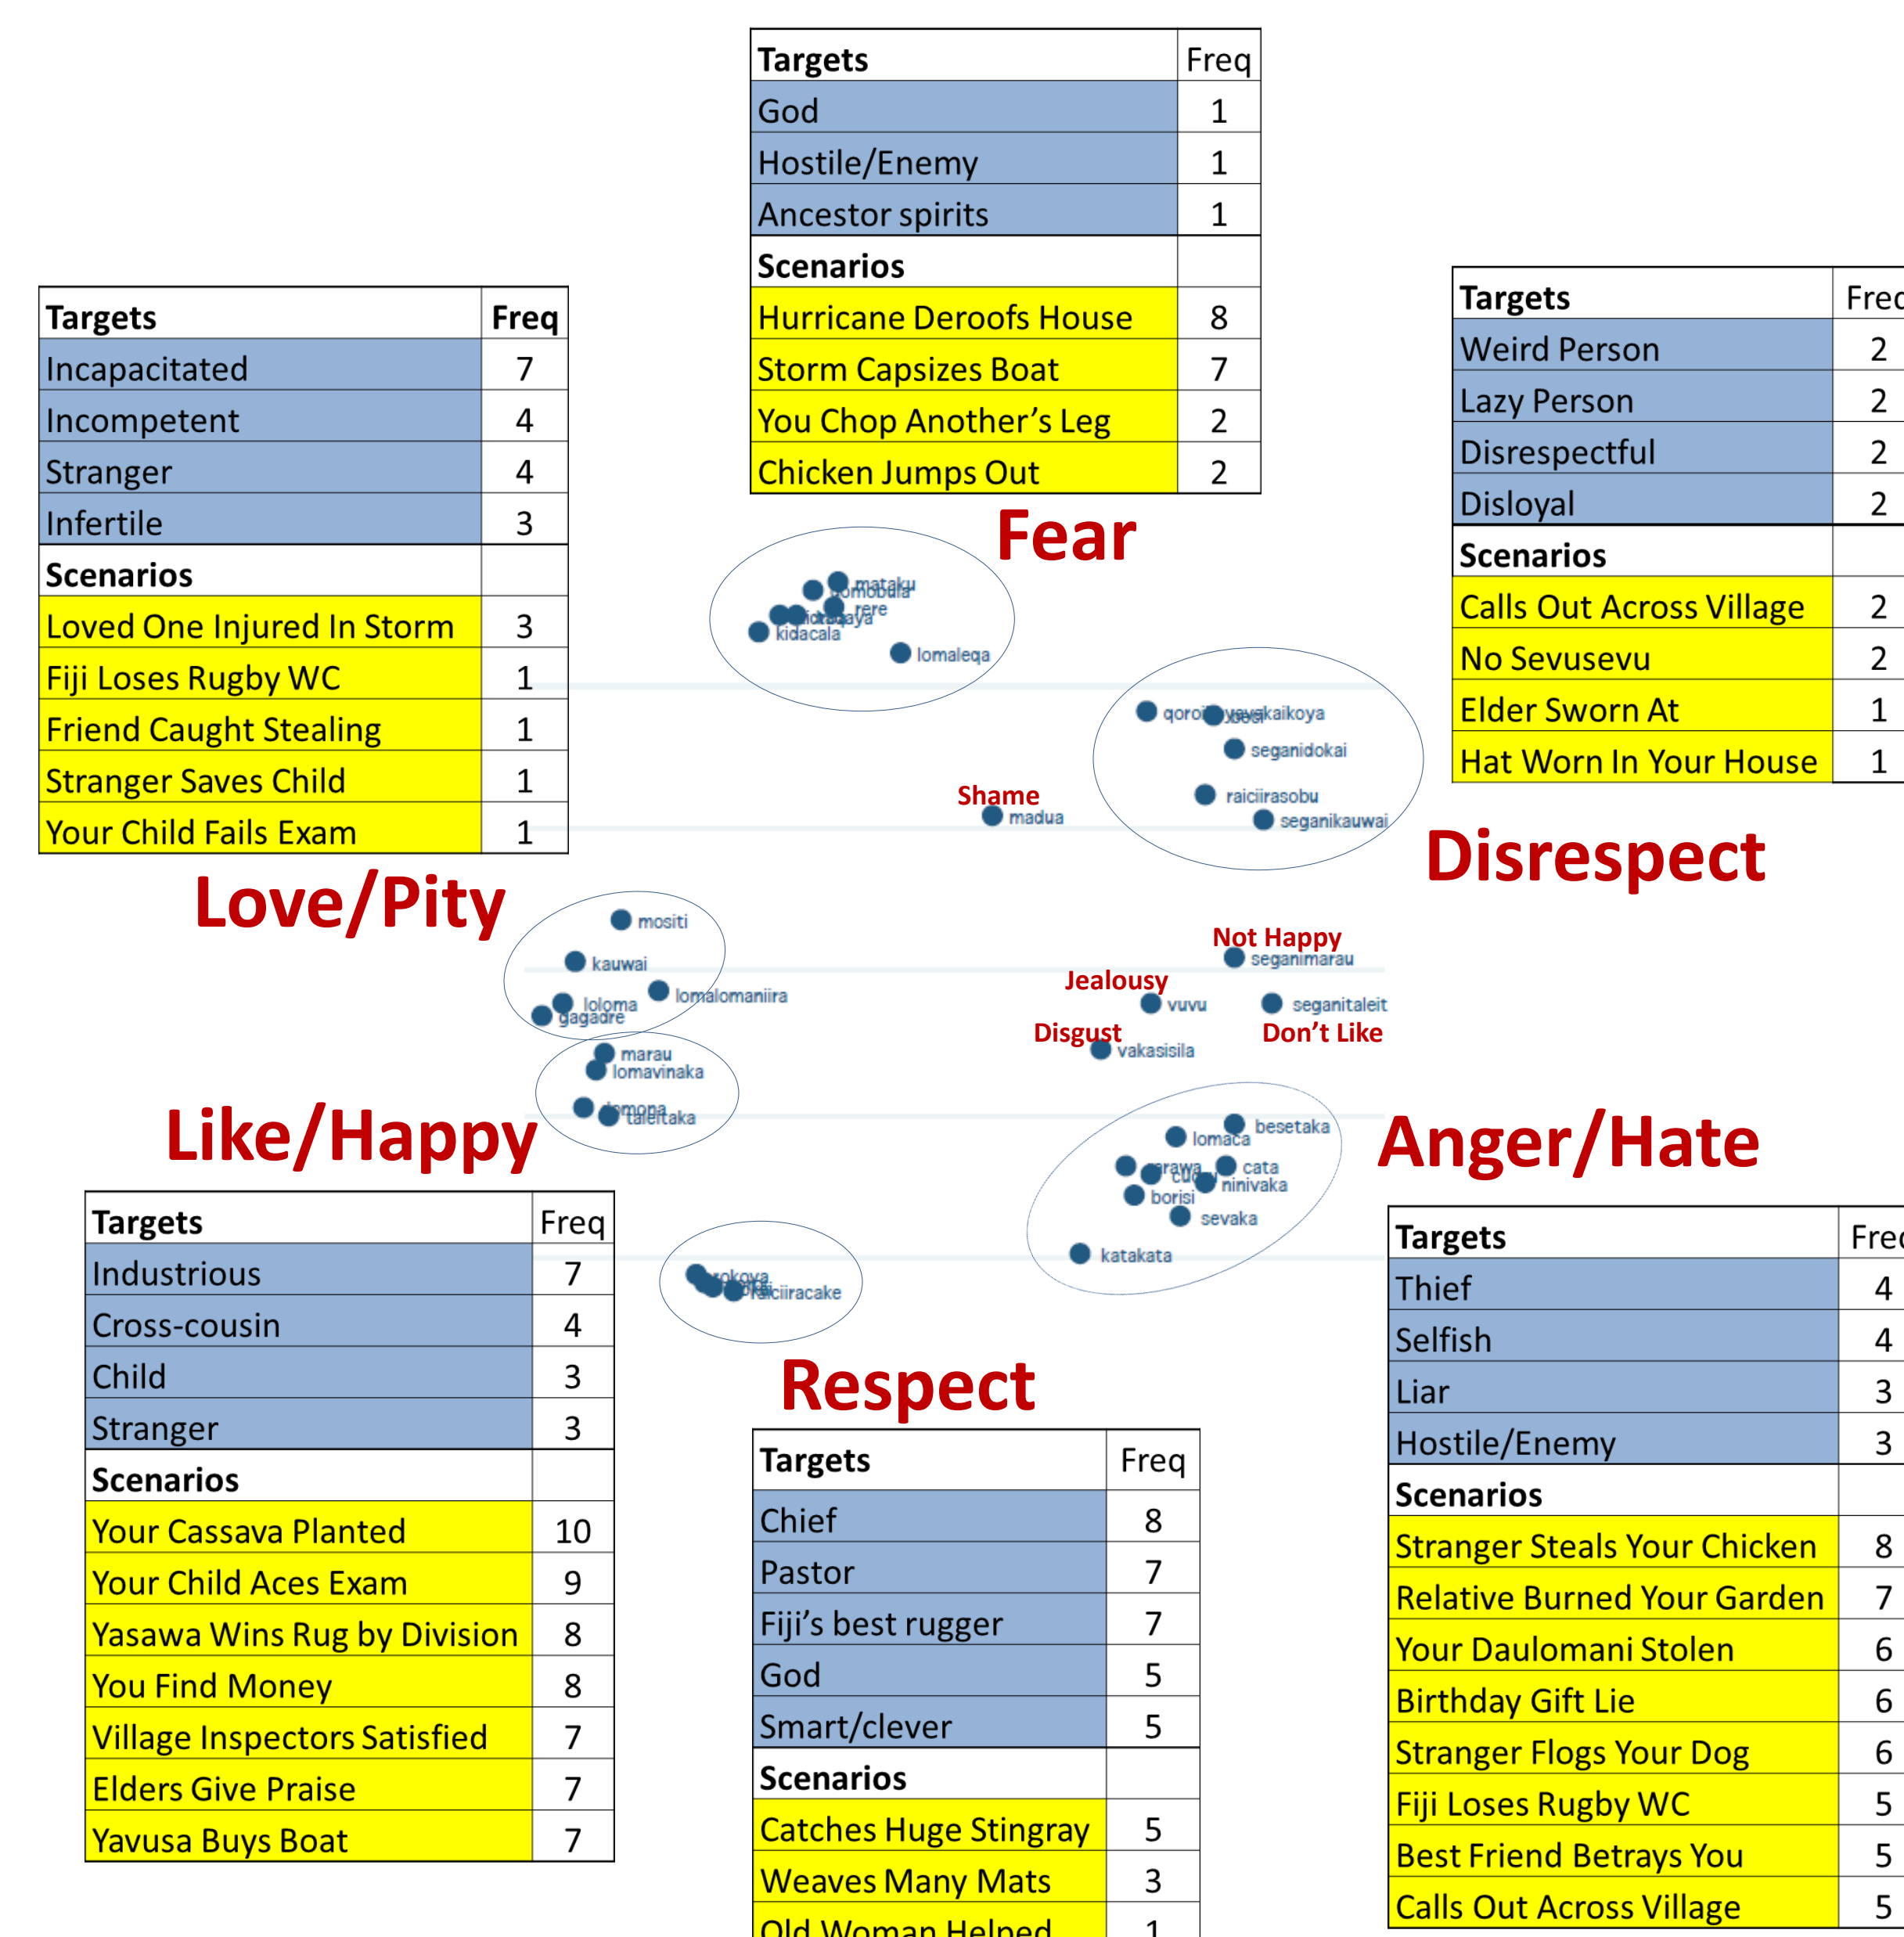 Targets Freq
God 1
Hostile/Enemy 1
Ancestor spirits 1
Scenarios
Hurricane Deroofs House 8
Storm Capsizes Boat 7
You Chop Another's Leg 2
Chicken Jumps Out 2
Fear
Targets Freq
Incapacitated 7
Incompetent 4
Stranger 4
Infertile 3
Scenarios
Loved One Injured In Storm 3
Fiji Loses Rugby WC 1
Friend Caught Stealing 1
Stranger Saves Child 1
Your Child Fails Exam 1
Love/Pity
Targets
Weird Person 2
Lazy Person 2
Disrespectful 2
Disloyal 2
Scenarios
Calls Out Across Village 2
No Sevusevu 2
Elder Sworn At 1
Hat Worn In Your House 1
Disrespect
mataku
rere
kidacala
lomaleqa
seganidokai
raiciirasobu
seganikauwai
Shame
madua
mositi
kauwai
lomalomaniira
loloma
gagadre
marau
lomavinaka
taleitaka
Not Happy
seganimarau
Jealousy
vuvu
seganitaleit
Disgust
Don't Like
vakasisila
besetaka
lomaca
cata
ninivaka
borisi
sevaka
katakata
raiciiracake
Like/Happy
Targets Freq
Industrious 7
Cross-cousin 4
Child 3
Stranger 3
Scenarios
Your Cassava Planted 10
Your Child Aces Exam 9
Yasawa Wins Rug by Division 8
You Find Money 8
Village Inspectors Satisfied 7
Elders Give Praise 7
Yavusa Buys Boat 7
Respect
Targets Freq
Chief 8
Pastor 7
Fiji's best rugger 7
God 5
Smart/clever 5
Scenarios
Catches Huge Stingray 5
Weaves Many Mats 3
Old Woman Helped 1
Anger/Hate
Targets
Thief 4
Selfish 4
Liar 3
Hostile/Enemy 3
Scenarios
Stranger Steals Your Chicken 8
Relative Burned Your Garden 7
Your Daulomani Stolen 6
Birthday Gift Lie 6
Stranger Flogs Your Dog 6
Fiji Loses Rugby WC 5
Best Friend Betrays You 5
Calls Out Across Village 5